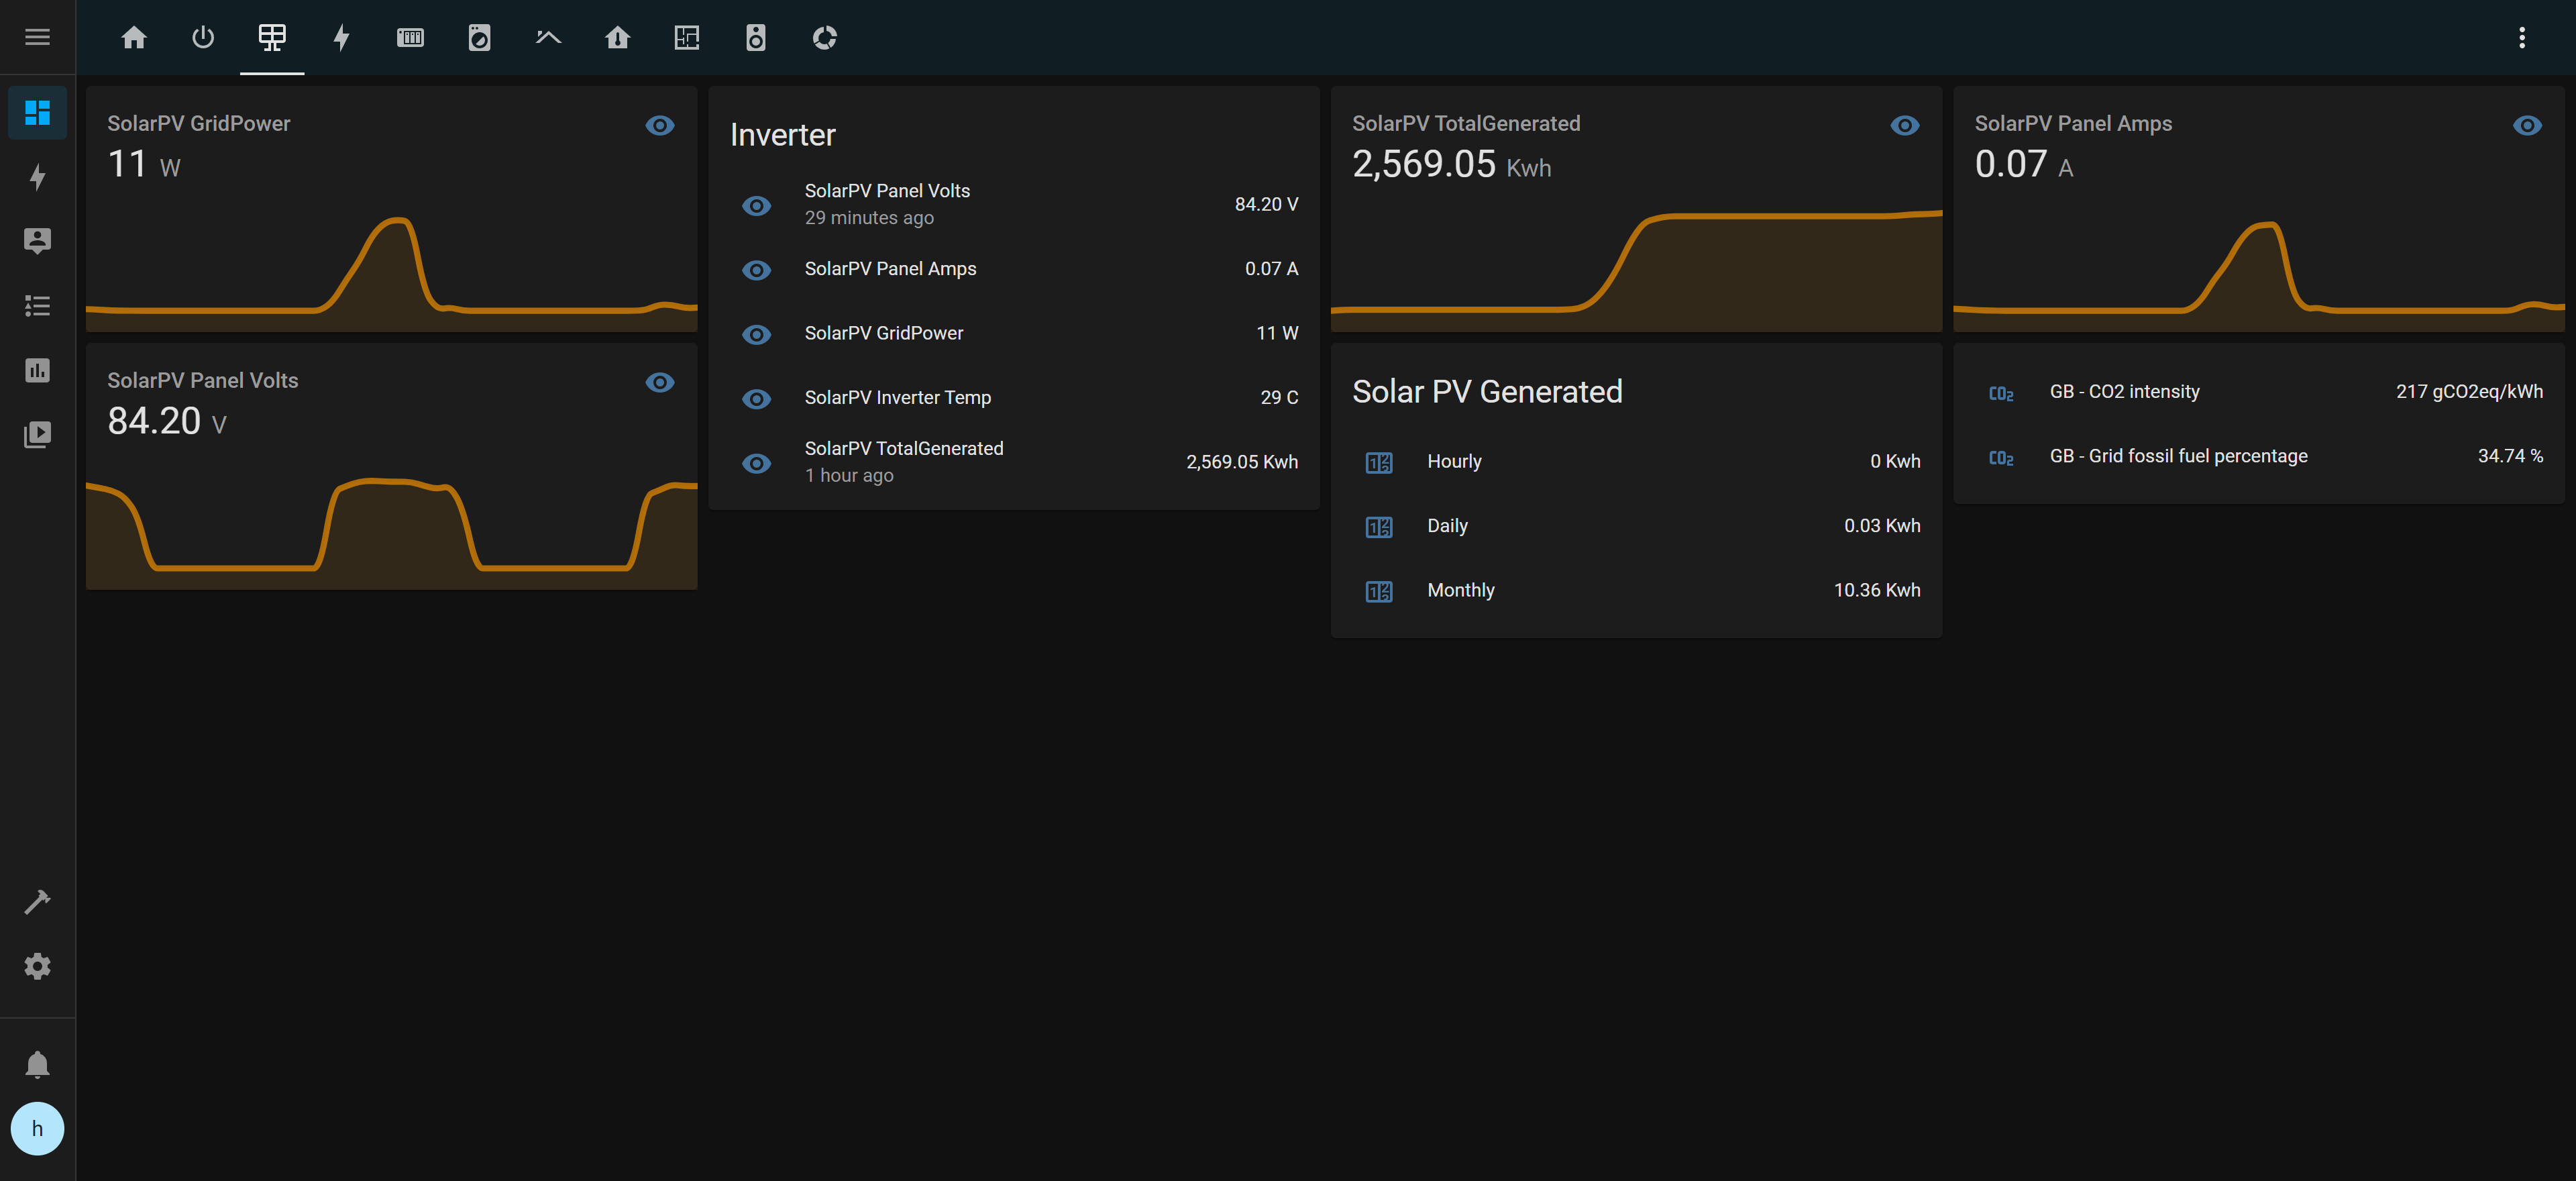 SolarPV GridPower
11 W
SolarPV Panel Volts
84.20 V
Inverter
SolarPV Panel Volts
29 minutes ago
84.20 V
SolarPV Panel Amps
0.07 A
SolarPV GridPower
11 W
SolarPV Inverter Temp
29 C
SolarPV TotalGenerated
1 hour ago
2,569.05 Kwh
SolarPV TotalGenerated
2,569.05 Kwh
Solar PV Generated
Hourly
0 Kwh
Daily
0.03 Kwh
Monthly
10.36 Kwh
SolarPV Panel Amps
0.07 A
CO₂ GB - CO2 intensity
217 gCO2eq/kWh
CO₂ GB - Grid fossil fuel percentage
34.74 %
h